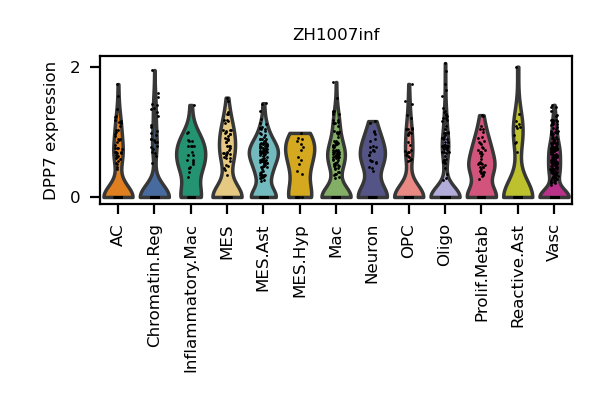 ZH1007inf
DPP7 expression
2
0
AC
Chromatin.Reg
Inflammatory.Mac
MES
MES.Ast
MES.Hyp
Mac
Neuron
OPC
Oligo
Prolif.Metab
Reactive.Ast
Vasc